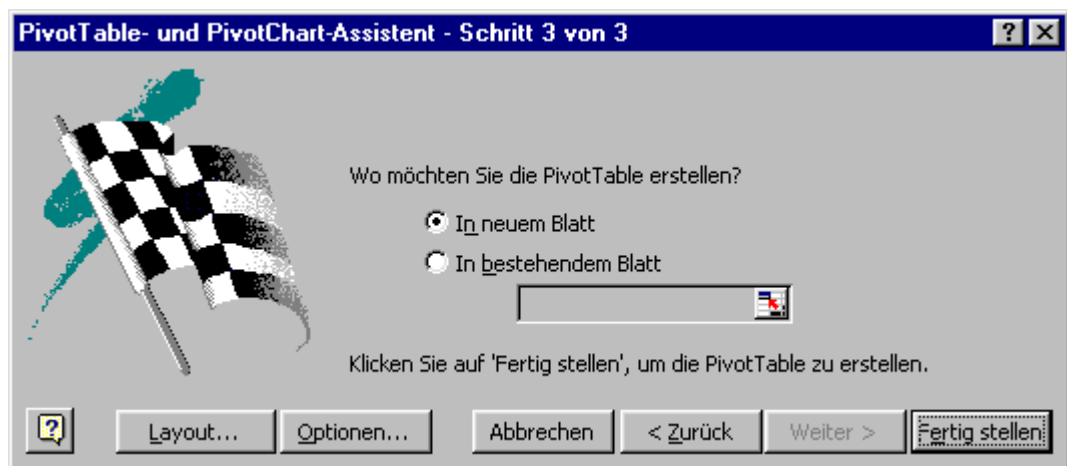 PivotTable- und PivotChart-Assistent - Schritt 3 von 3
Wo möchten Sie die PivotTable erstellen?
In neuem Blatt
In bestehendem Blatt
Klicken Sie auf 'Fertig stellen', um die PivotTable zu erstellen.
Layout... Optionen... Abbrechen < Zurück Weiter > Fertig stellen